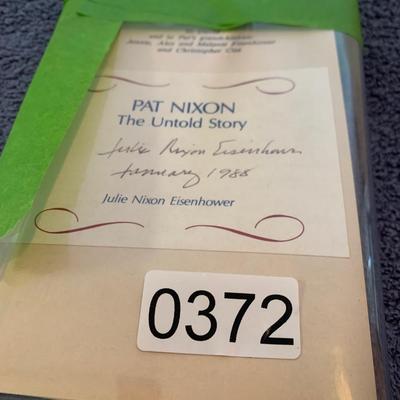 and to Pat's grandchildren
Jennie, Alex and Melanie Eisenhower
and Christopher Cox
PAT NIXON
The Untold Story
Julie Nixon Eisenhower
January 1988
Julie Nixon Eisenhower
0372